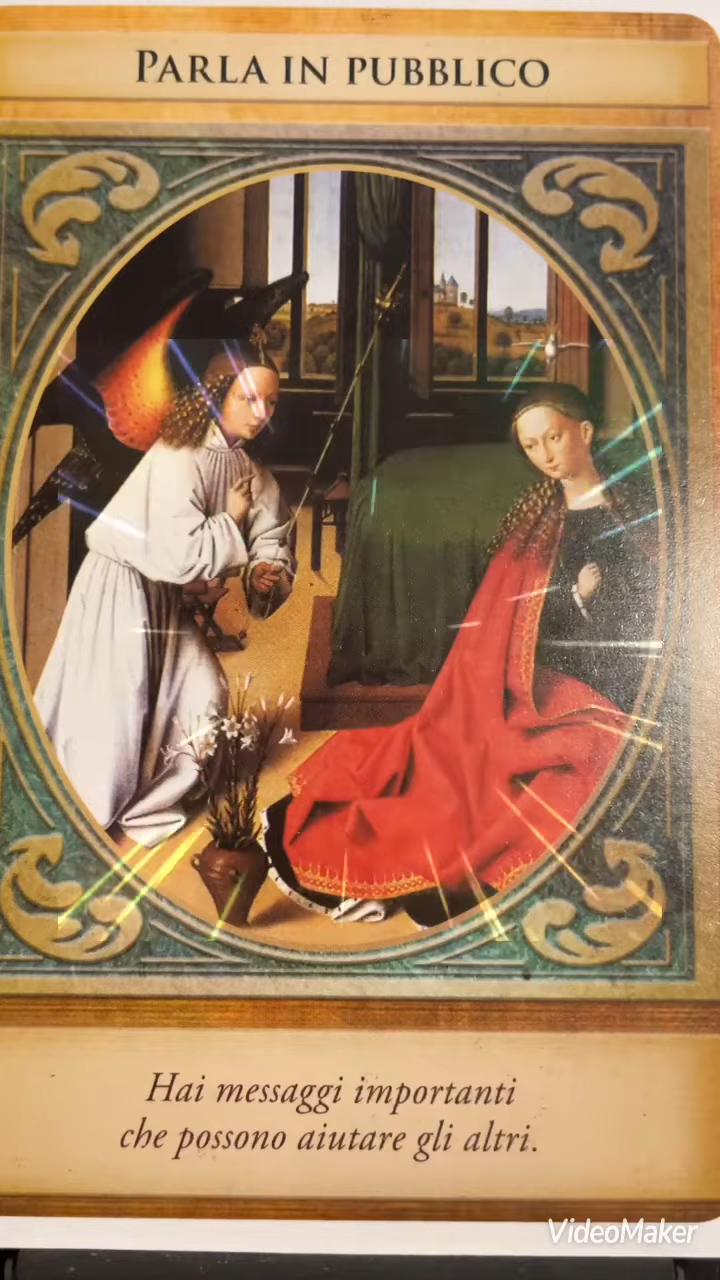 PARLA IN PUBBLICO
Hai messaggi importanti
che possono aiutare gli altri.
VideoMaker